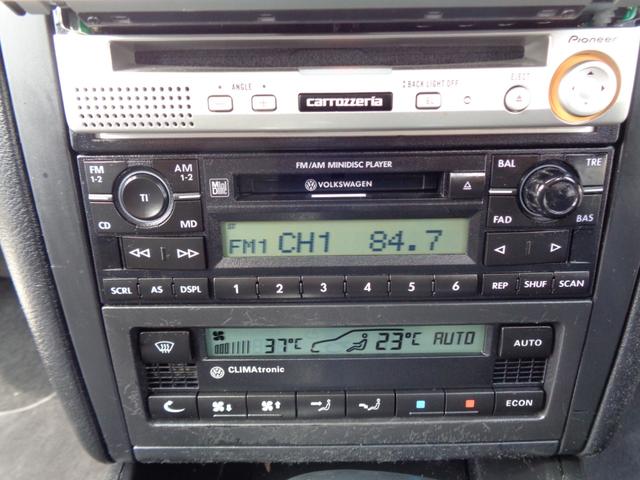 Pioneer
ANGLE
BACK LIGHT OFF
EJECT
carrozzeria
FM/AM MINIDISC PLAYER
FM 1-2
AM 1-2
BAL
TRE
TI
VOLKSWAGEN
CD
MD
FAD
BAS
FM1 CH1 84.7
SCRL AS DSPL 1 2 3 4 5 6 REP SHUF SCAN
37°C 23°C AUTO
AUTO
CLIMAtronic
ECON